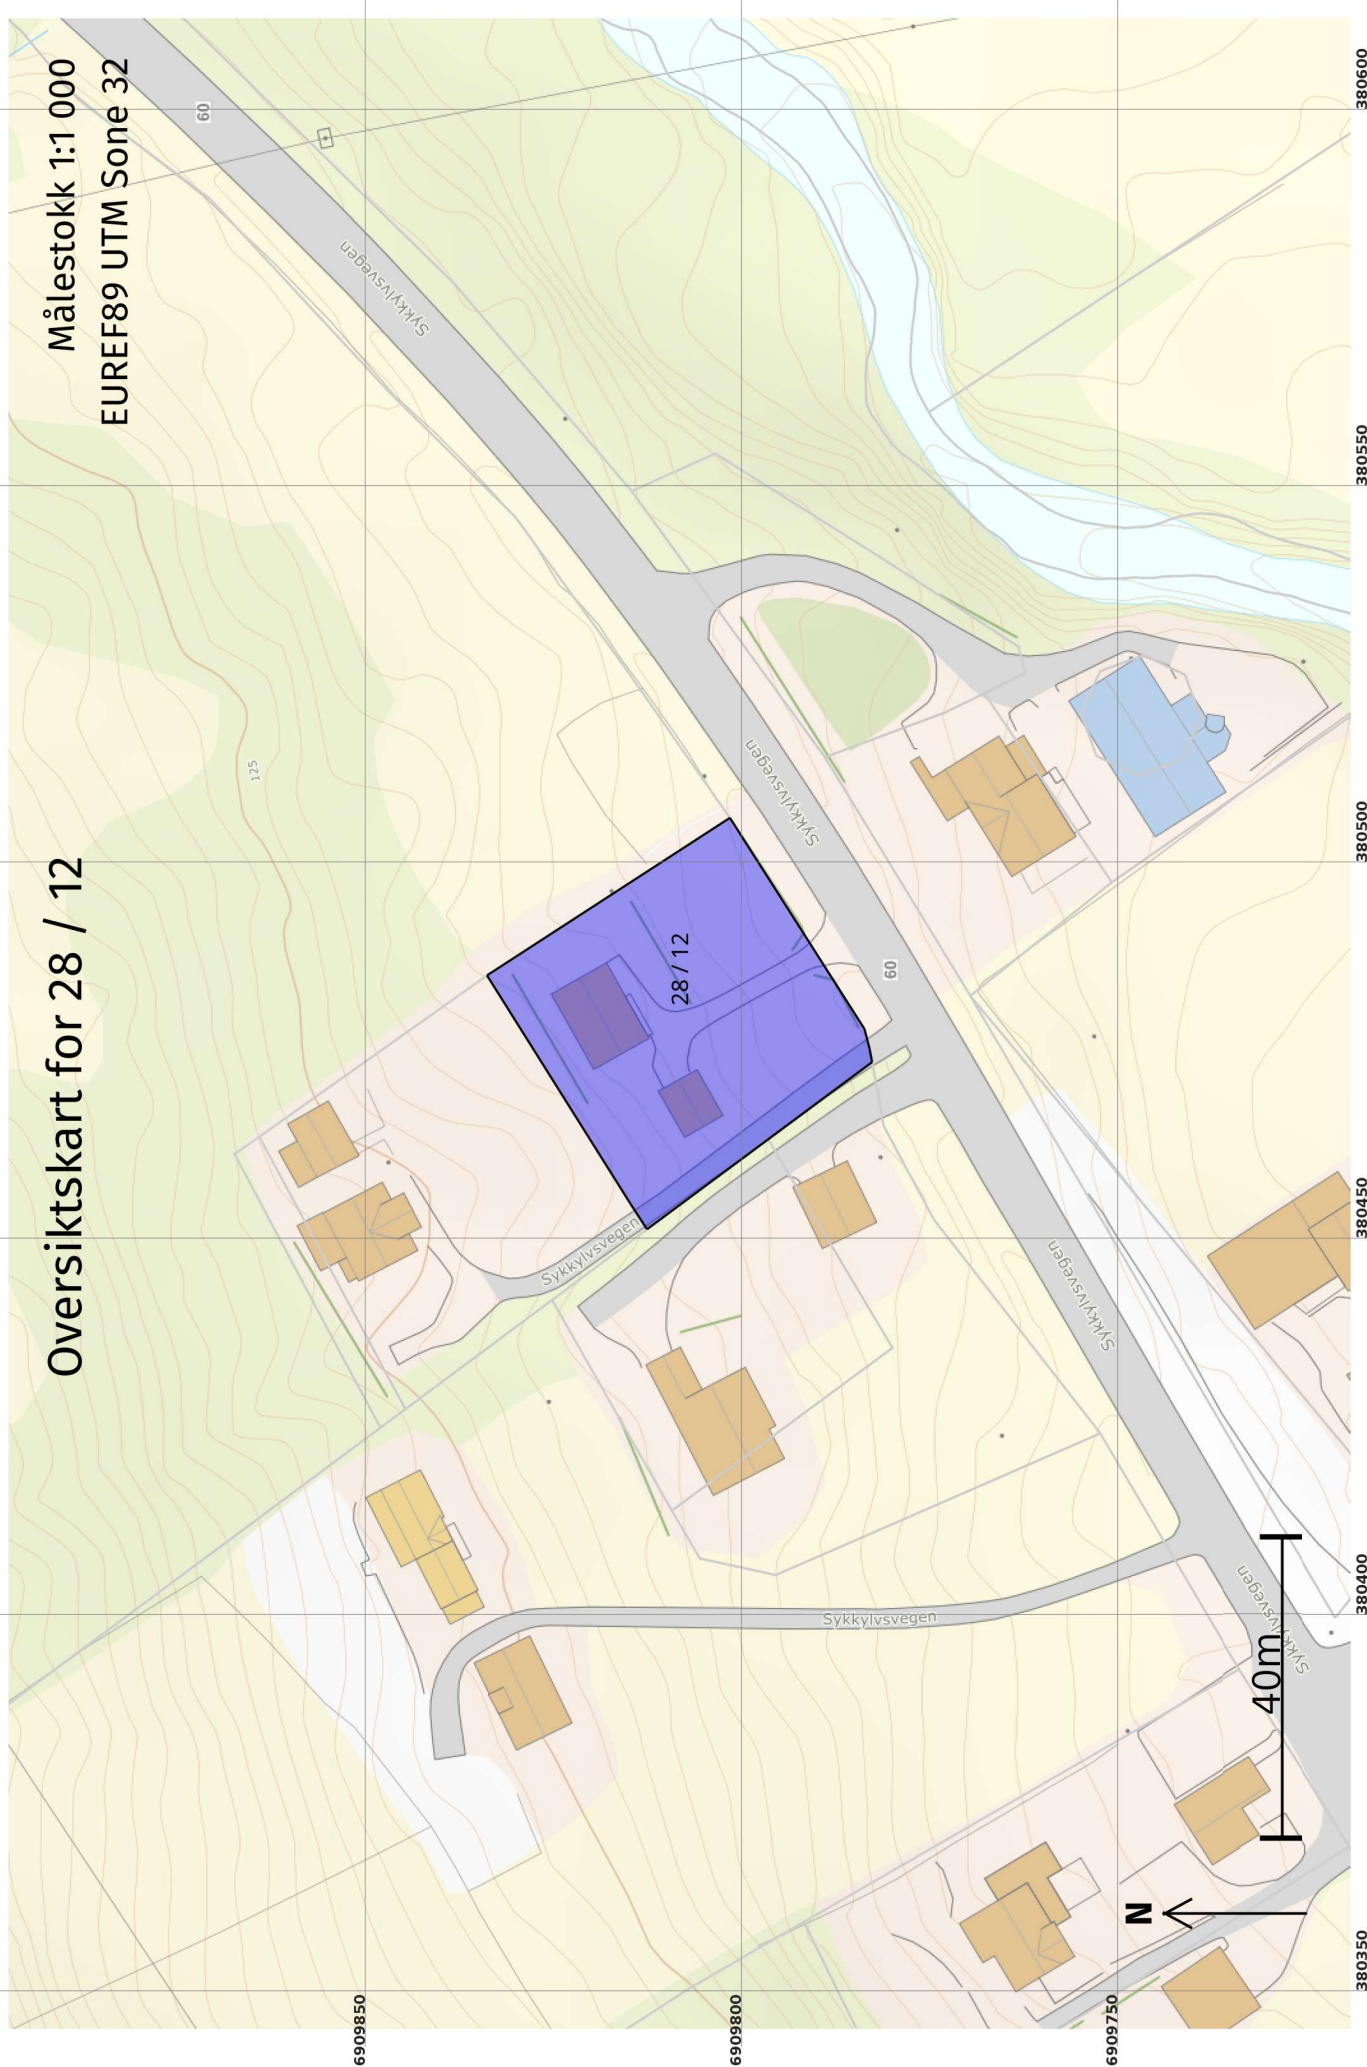 Oversiktskart for 28 / 12
Målestokk 1:1 000
EUREF89 UTM Sone 32
125
60
Sykkylvsvegen
Sykkylvsvegen
28 / 12
60
Sykkylvsvegen
Sykkylvsvegen
Sykkylvsvegen
Sykkylvsvegen
40m
N
6909850
6909800
6909750
380350
380400
380450
380500
380550
380600